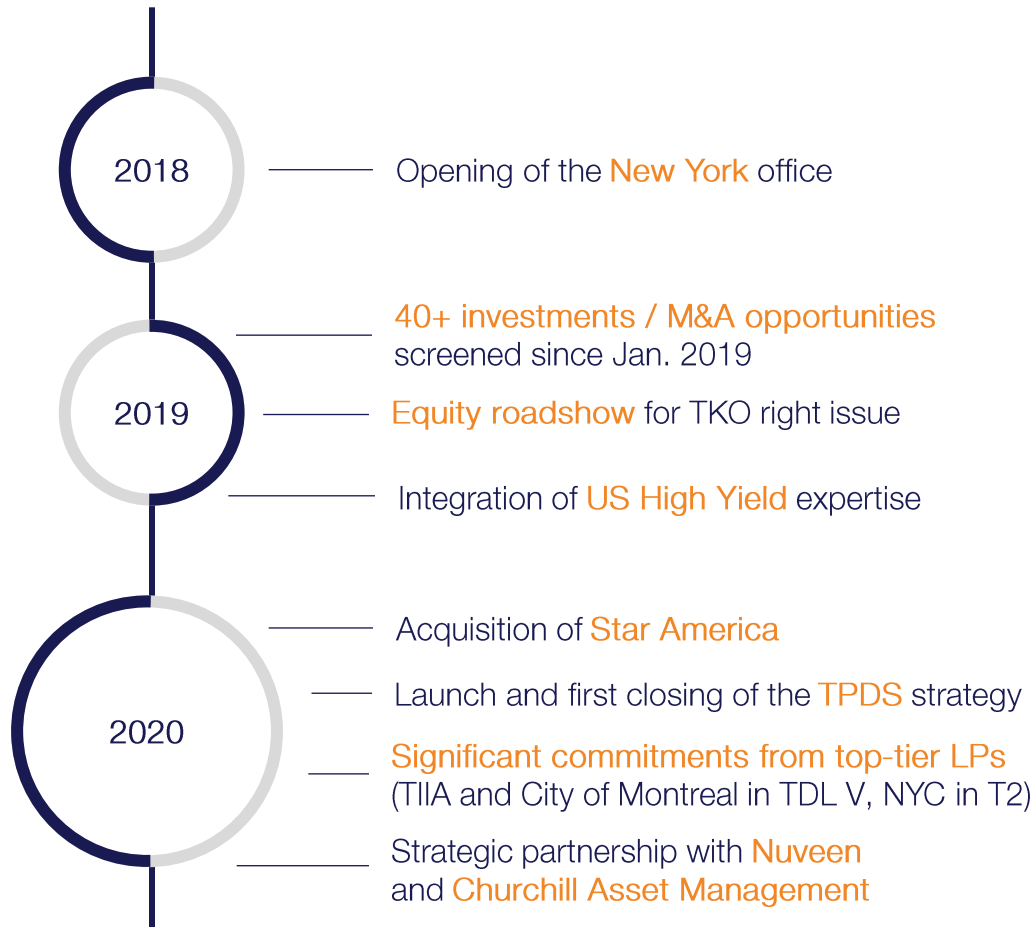 2018
Opening of the New York office
2019
40+ investments / M&A opportunities
screened since Jan. 2019
Equity roadshow for TKO right issue
Integration of US High Yield expertise
2020
Acquisition of Star America
Launch and first closing of the TPDS strategy
Significant commitments from top-tier LPs
(TIIA and City of Montreal in TDL V, NYC in T2)
Strategic partnership with Nuveen
and Churchill Asset Management